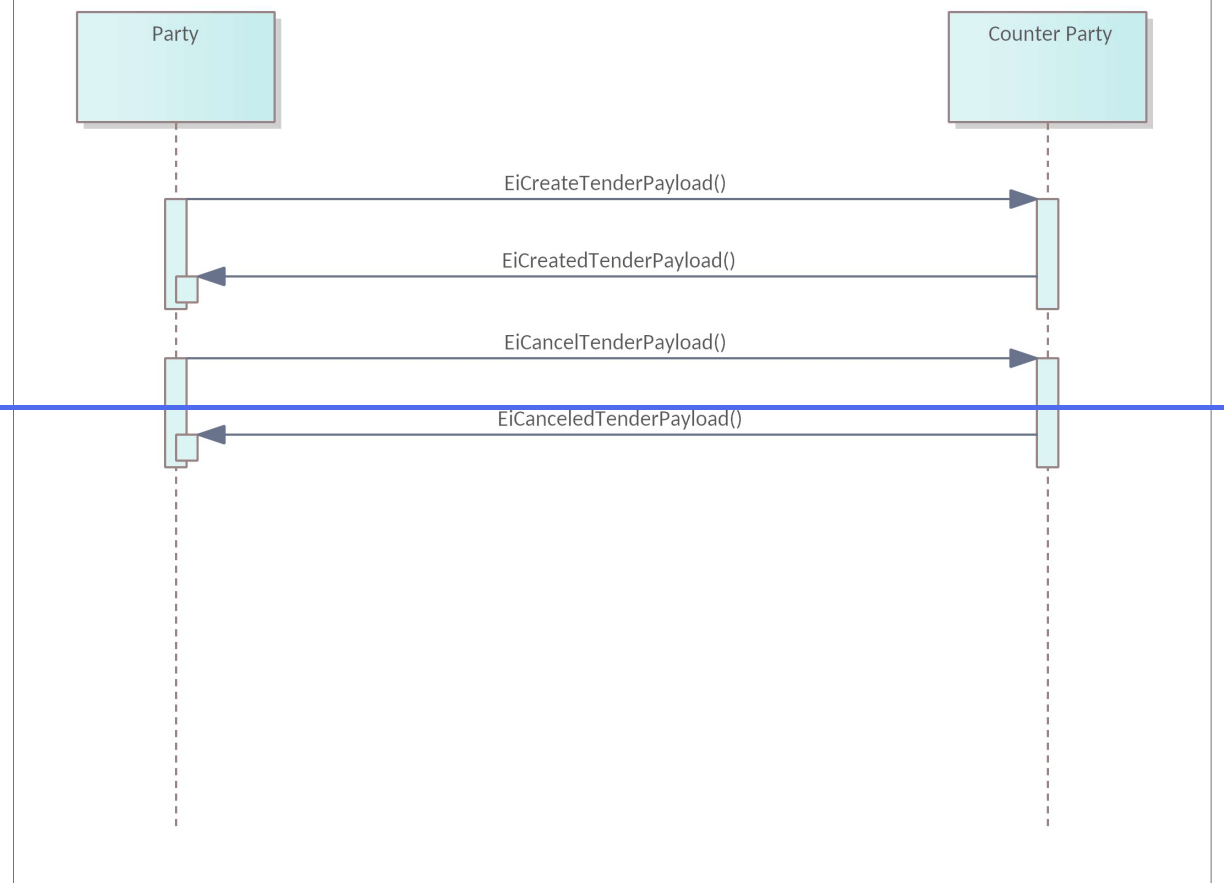 Party
Counter Party
EiCreateTenderPayload()
EiCreatedTenderPayload()
EiCancelTenderPayload()
EiCanceledTenderPayload()